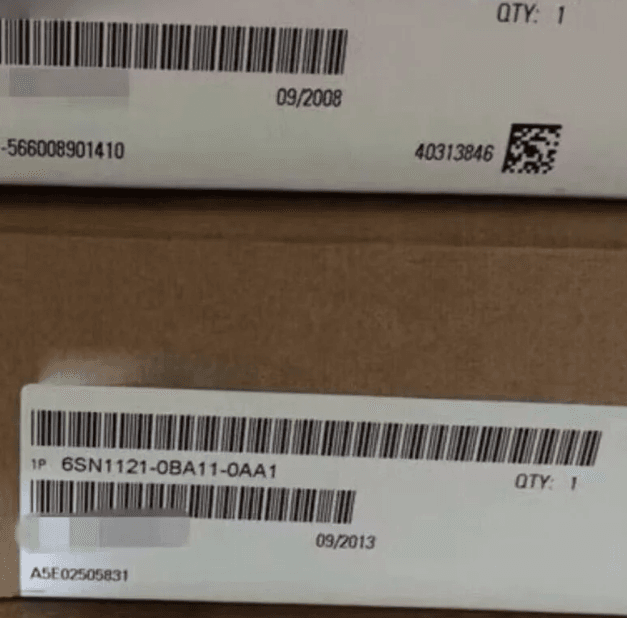 QTY: 1
09/2008
-566008901410
40313846
1P 6SN1121-0BA11-0AA1
QTY: 1
09/2013
A5E02505831